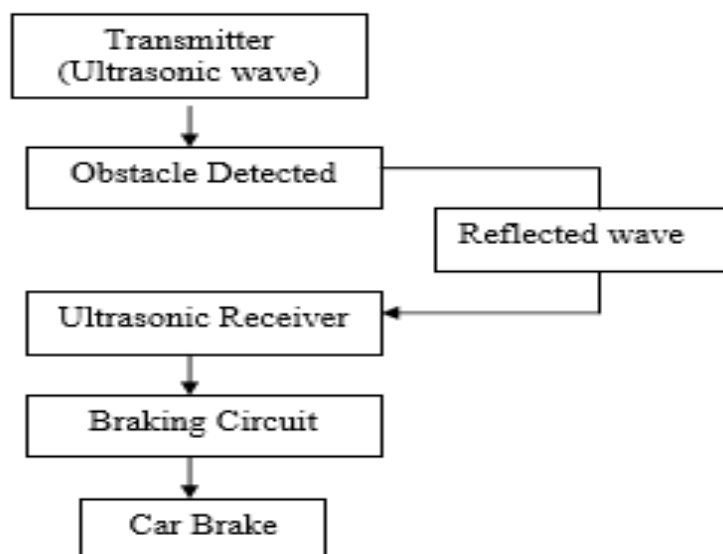 Transmitter
(Ultrasonic wave)
Obstacle Detected
Reflected wave
Ultrasonic Receiver
Braking Circuit
Car Brake